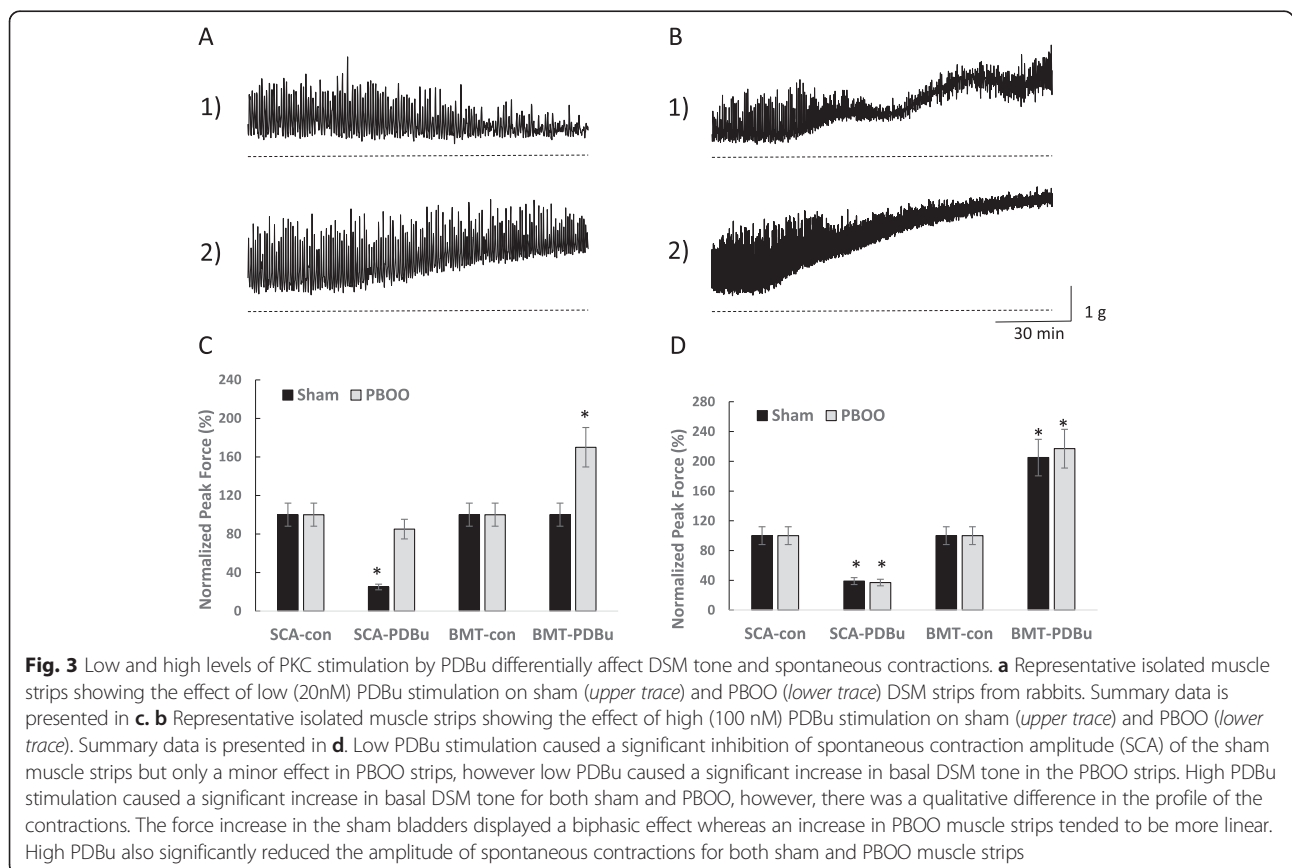 A
B
1)
1)
2)
2)
1 g
30 min
C
D
240
200
160
120
80
40
0
Normalized Peak Force (%)
Sham PBOO
*
*
SCA-con SCA-PDBu BMT-con BMT-PDBu
280
240
200
160
120
80
40
0
Normalized Peak Force (%)
Sham PBOO
* *
* *
SCA-con SCA-PDBu BMT-con BMT-PDBu
Fig. 3 Low and high levels of PKC stimulation by PDBu differentially affect DSM tone and spontaneous contractions. a Representative isolated muscle
strips showing the effect of low (20nM) PDBu stimulation on sham (upper trace) and PBOO (lower trace) DSM strips from rabbits. Summary data is
presented in c. b Representative isolated muscle strips showing the effect of high (100 nM) PDBu stimulation on sham (upper trace) and PBOO (lower
trace). Summary data is presented in d. Low PDBu stimulation caused a significant inhibition of spontaneous contraction amplitude (SCA) of the sham
muscle strips but only a minor effect in PBOO strips, however low PDBu caused a significant increase in basal DSM tone in the PBOO strips. High PDBu
stimulation caused a significant increase in basal DSM tone for both sham and PBOO, however, there was a qualitative difference in the profile of the
contractions. The force increase in the sham bladders displayed a biphasic effect whereas an increase in PBOO muscle strips tended to be more linear.
High PDBu also significantly reduced the amplitude of spontaneous contractions for both sham and PBOO muscle strips